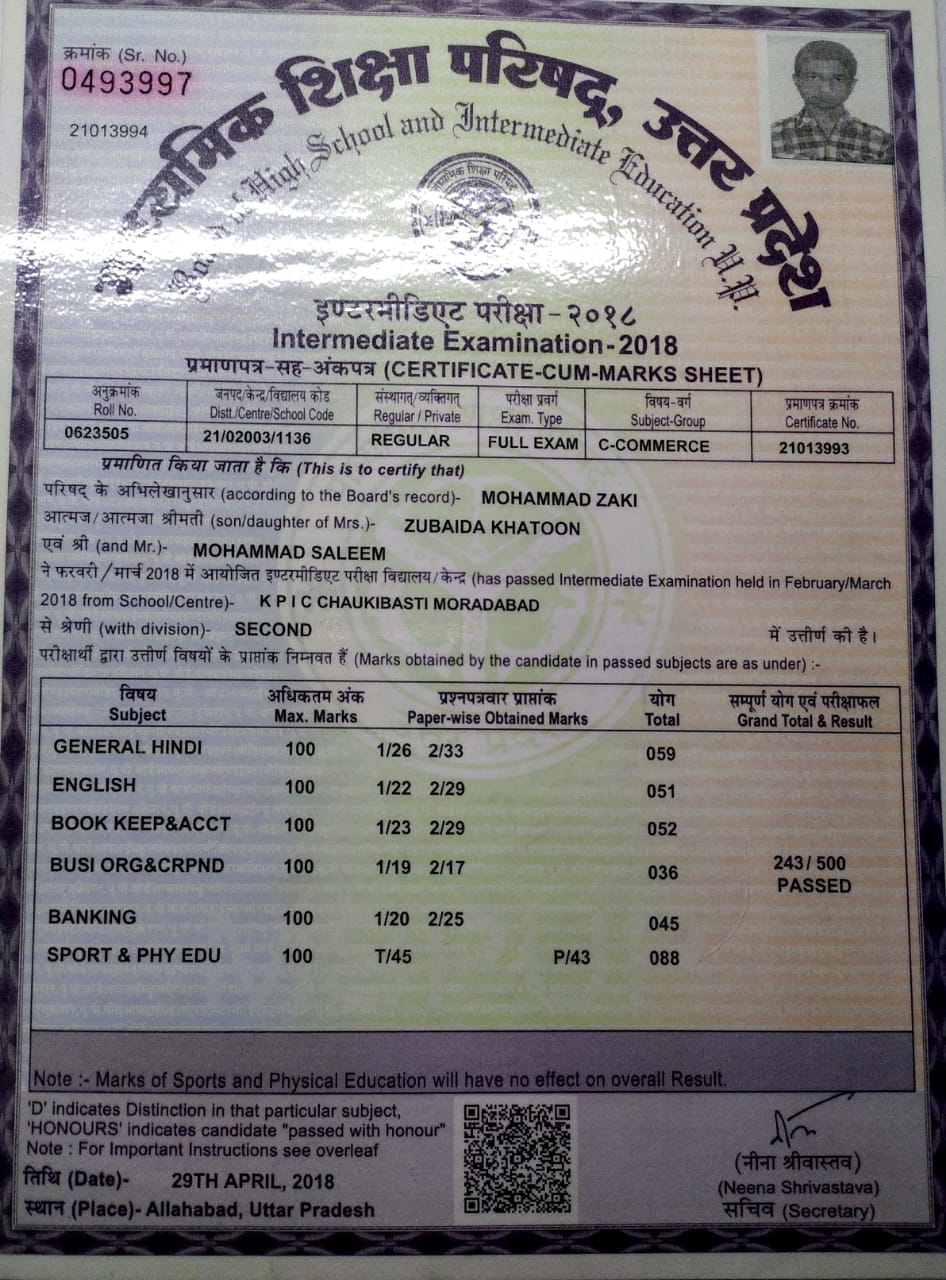 क्रमांक (Sr. No.)
0493997
21013994
माध्यमिक शिक्षा परिषद्, उत्तर प्रदेश
Board of High School and Intermediate Education U.P.
माध्यमिक शिक्षा परिषद
इण्टरमीडिएट परीक्षा-२०१८
Intermediate Examination-2018
प्रमाणपत्र-सह-अंकपत्र (CERTIFICATE-CUM-MARKS SHEET)
अनुक्रमांक जनपद/केन्द्र/विद्यालय कोड संस्थागत/व्यक्तिगत परीक्षा प्रवर्ग विषय-वर्ग प्रमाणपत्र क्रमांक
Roll No. Distt./Centre/School Code Regular / Private Exam. Type Subject-Group Certificate No.
0623505 21/02003/1136 REGULAR FULL EXAM C-COMMERCE 21013993
प्रमाणित किया जाता है कि (This is to certify that)
परिषद के अभिलेखानुसार (according to the Board's record)- MOHAMMAD ZAKI
आत्मज/आत्मजा श्रीमती (son/daughter of Mrs.)- ZUBAIDA KHATOON
एवं श्री (and Mr.)- MOHAMMAD SALEEM
ने फरवरी/मार्च 2018 में आयोजित इण्टरमीडिएट परीक्षा विद्यालय/केन्द्र (has passed Intermediate Examination held in February/March
2018 from School/Centre)- K P I C CHAUKIBASTI MORADABAD
से श्रेणी (with division)- SECOND में उत्तीर्ण की है।
परीक्षार्थी द्वारा उत्तीर्ण विषयों के प्राप्तांक निम्नवत हैं (Marks obtained by the candidate in passed subjects are as under) :-
विषय अधिकतम अंक प्रश्नपत्रवार प्राप्तांक योग सम्पूर्ण योग एवं परीक्षाफल
Subject Max. Marks Paper-wise Obtained Marks Total Grand Total & Result
GENERAL HINDI 100 1/26 2/33 059
ENGLISH 100 1/22 2/29 051
BOOK KEEP&ACCT 100 1/23 2/29 052
BUSI ORG&CRPND 100 1/19 2/17 036 243/500
PASSED
BANKING 100 1/20 2/25 045
SPORT & PHY EDU 100 T/45 P/43 088
Note :- Marks of Sports and Physical Education will have no effect on overall Result.
'D' indicates Distinction in that particular subject,
'HONOURS' indicates candidate "passed with honour"
Note : For Important Instructions see overleaf
तिथि (Date)- 29TH APRIL, 2018
स्थान (Place)- Allahabad, Uttar Pradesh
(नीना श्रीवास्तव)
(Neena Shrivastava)
सचिव (Secretary)